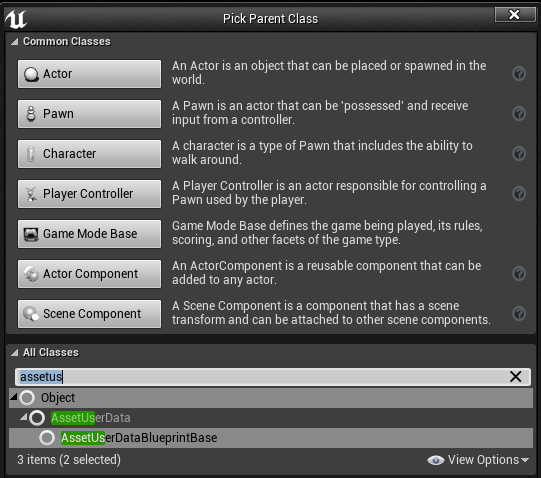 Pick Parent Class
Common Classes
Actor
An Actor is an object that can be placed or spawned in the
world.
Pawn
A Pawn is an actor that can be 'possessed' and receive
input from a controller.
Character
A character is a type of Pawn that includes the ability to
walk around.
Player Controller
A Player Controller is an actor responsible for controlling a
Pawn used by the player.
Game Mode Base
Game Mode Base defines the game being played, its rules,
scoring, and other facets of the game type.
Actor Component
An ActorComponent is a reusable component that can be
added to any actor.
Scene Component
A Scene Component is a component that has a scene
transform and can be attached to other scene components.
All Classes
assetus
Object
AssetUserData
AssetUserDataBlueprintBase
3 items (2 selected)
View Options